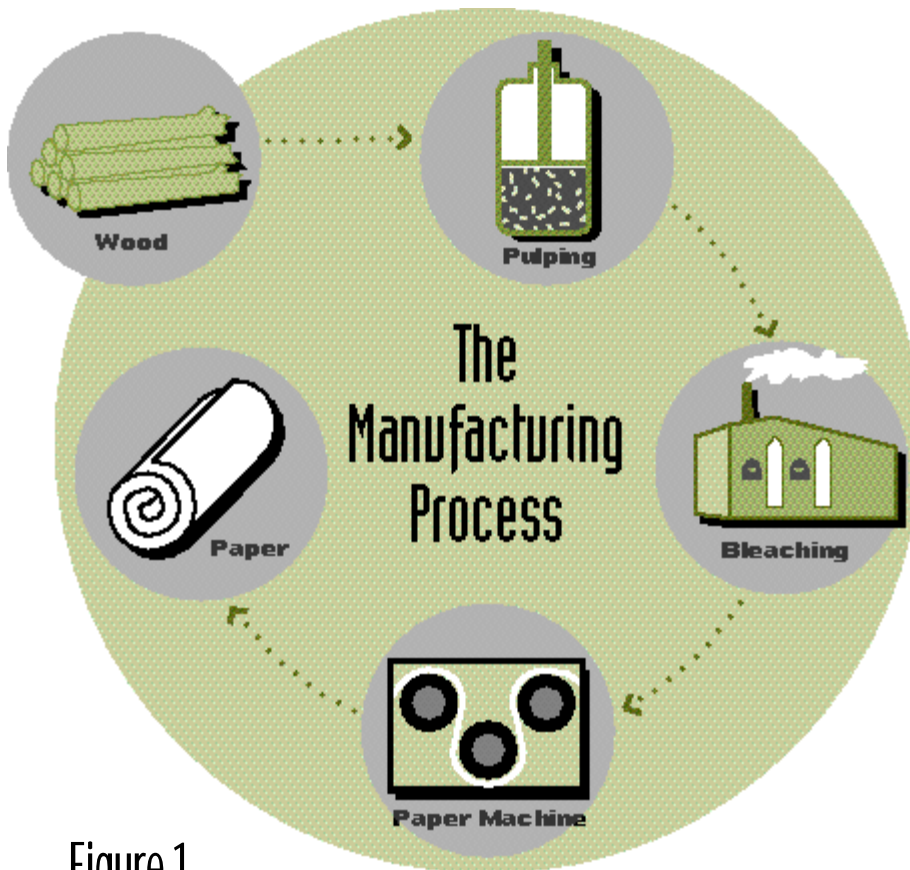 Wood
Pulping
The
Manufacturing
Process
Bleaching
Paper
Paper Machine
Figure 1